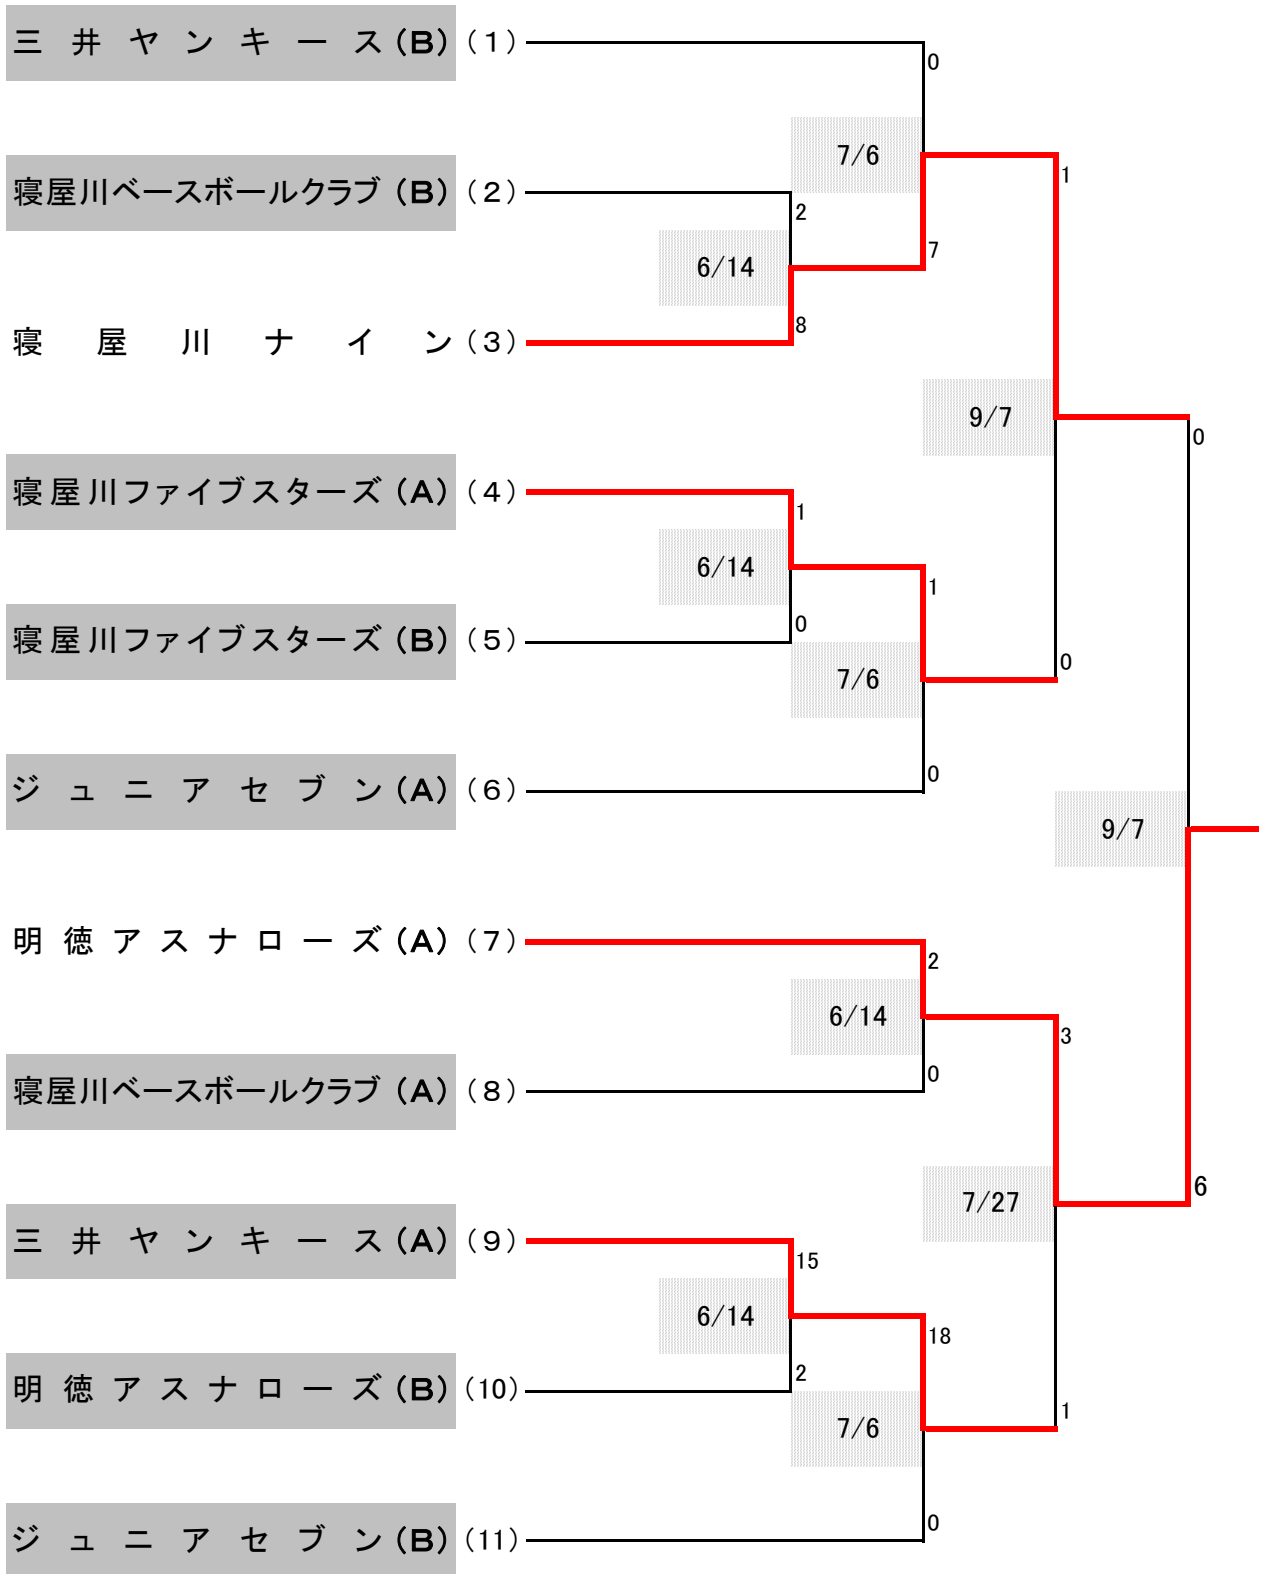 三井ヤンキース(B)(1)
0
7/6
1
寝屋川ベースボールクラブ(B)(2)
2
7
6/14
8
寝屋川ナイン(3)
9/7
0
寝屋川ファイブスターズ(A)(4)
1
6/14
1
0
寝屋川ファイブスターズ(B)(5)
0
7/6
0
ジュニアセブン(A)(6)
9/7
明徳アスナローズ(A)(7)
2
6/14
3
0
寝屋川ベースボールクラブ(A)(8)
7/27
6
三井ヤンキース(A)(9)
15
6/14
18
2
明徳アスナローズ(B)(10)
1
7/6
0
ジュニアセブン(B)(11)